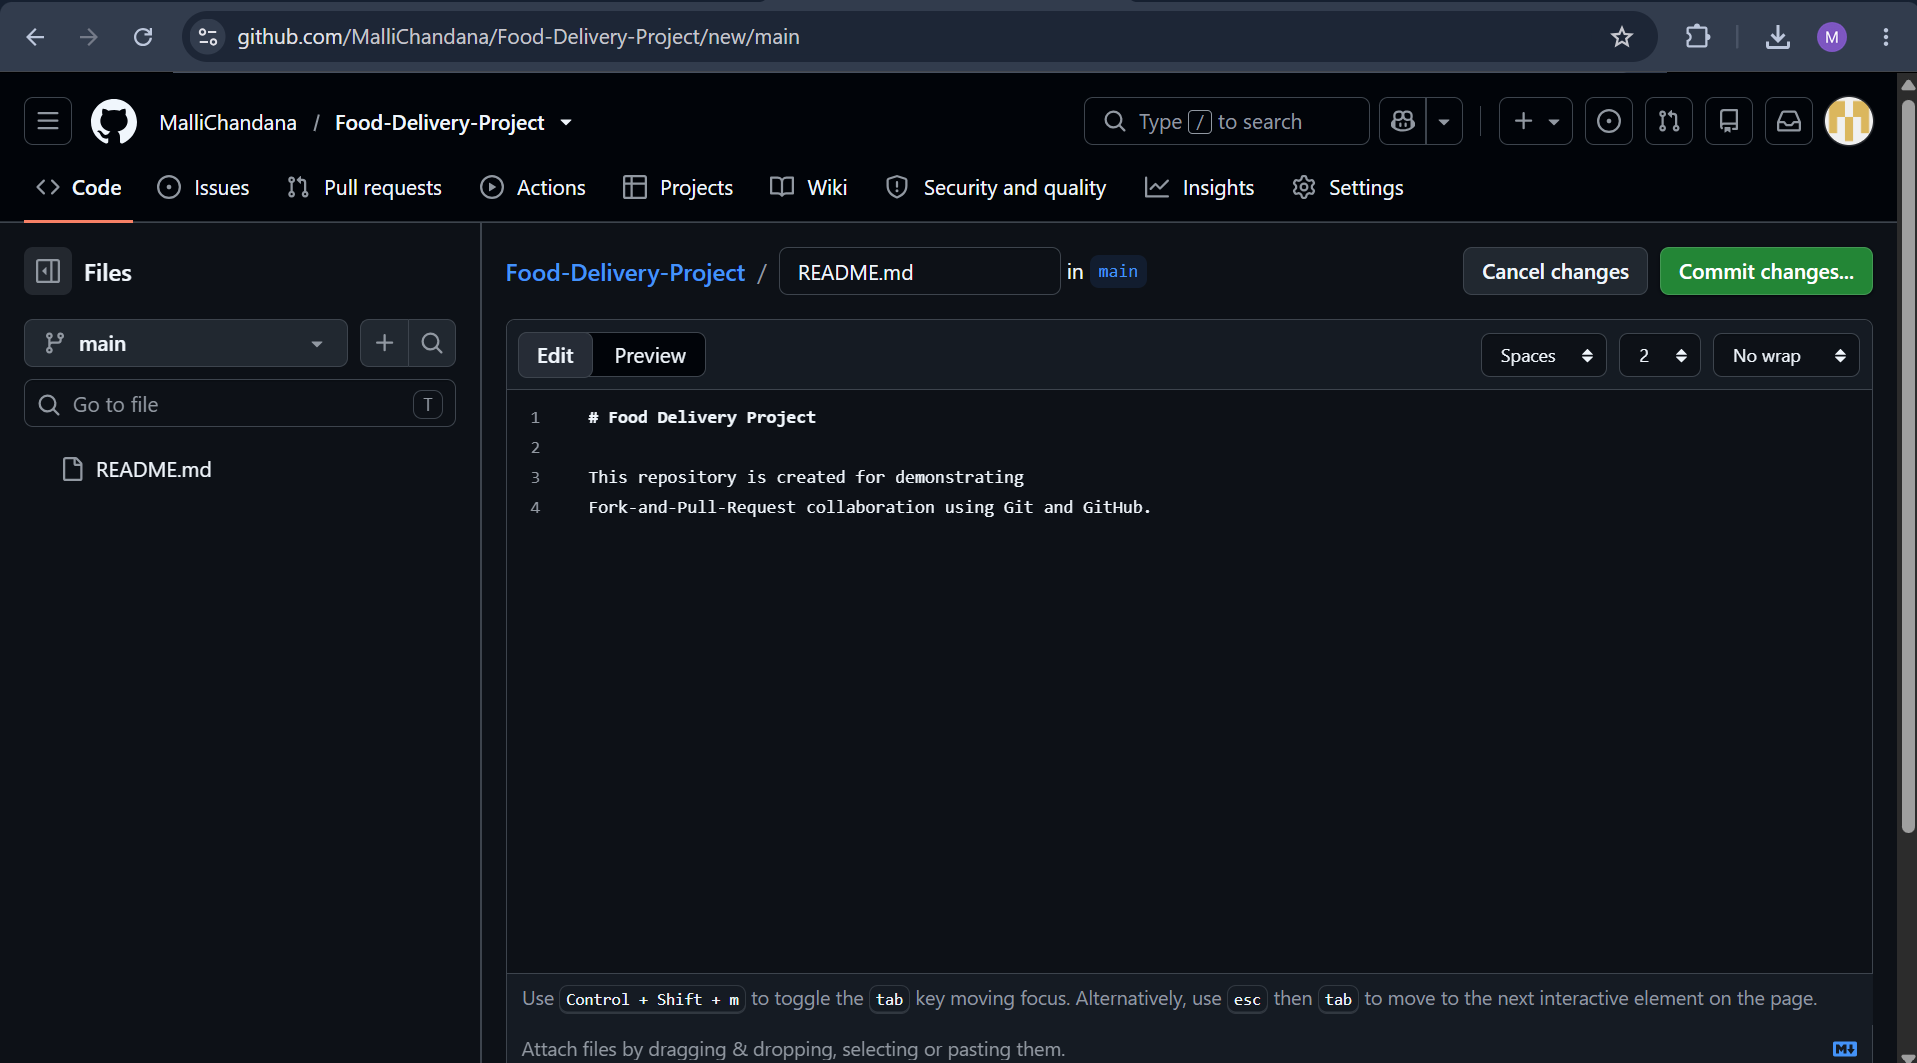 github.com/MalliChandana/Food-Delivery-Project/new/main
M
MalliChandana / Food-Delivery-Project
Type / to search
Code
Issues
Pull requests
Actions
Projects
Wiki
Security and quality
Insights
Settings
Files
Food-Delivery-Project / README.md in main
Cancel changes
Commit changes...
main
Edit
Preview
Spaces
2
No wrap
Go to file
T
README.md
1 # Food Delivery Project
2
3 This repository is created for demonstrating
4 Fork-and-Pull-Request collaboration using Git and GitHub.
Use Control + Shift + m to toggle the tab key moving focus. Alternatively, use esc then tab to move to the next interactive element on the page.
Attach files by dragging & dropping, selecting or pasting them.